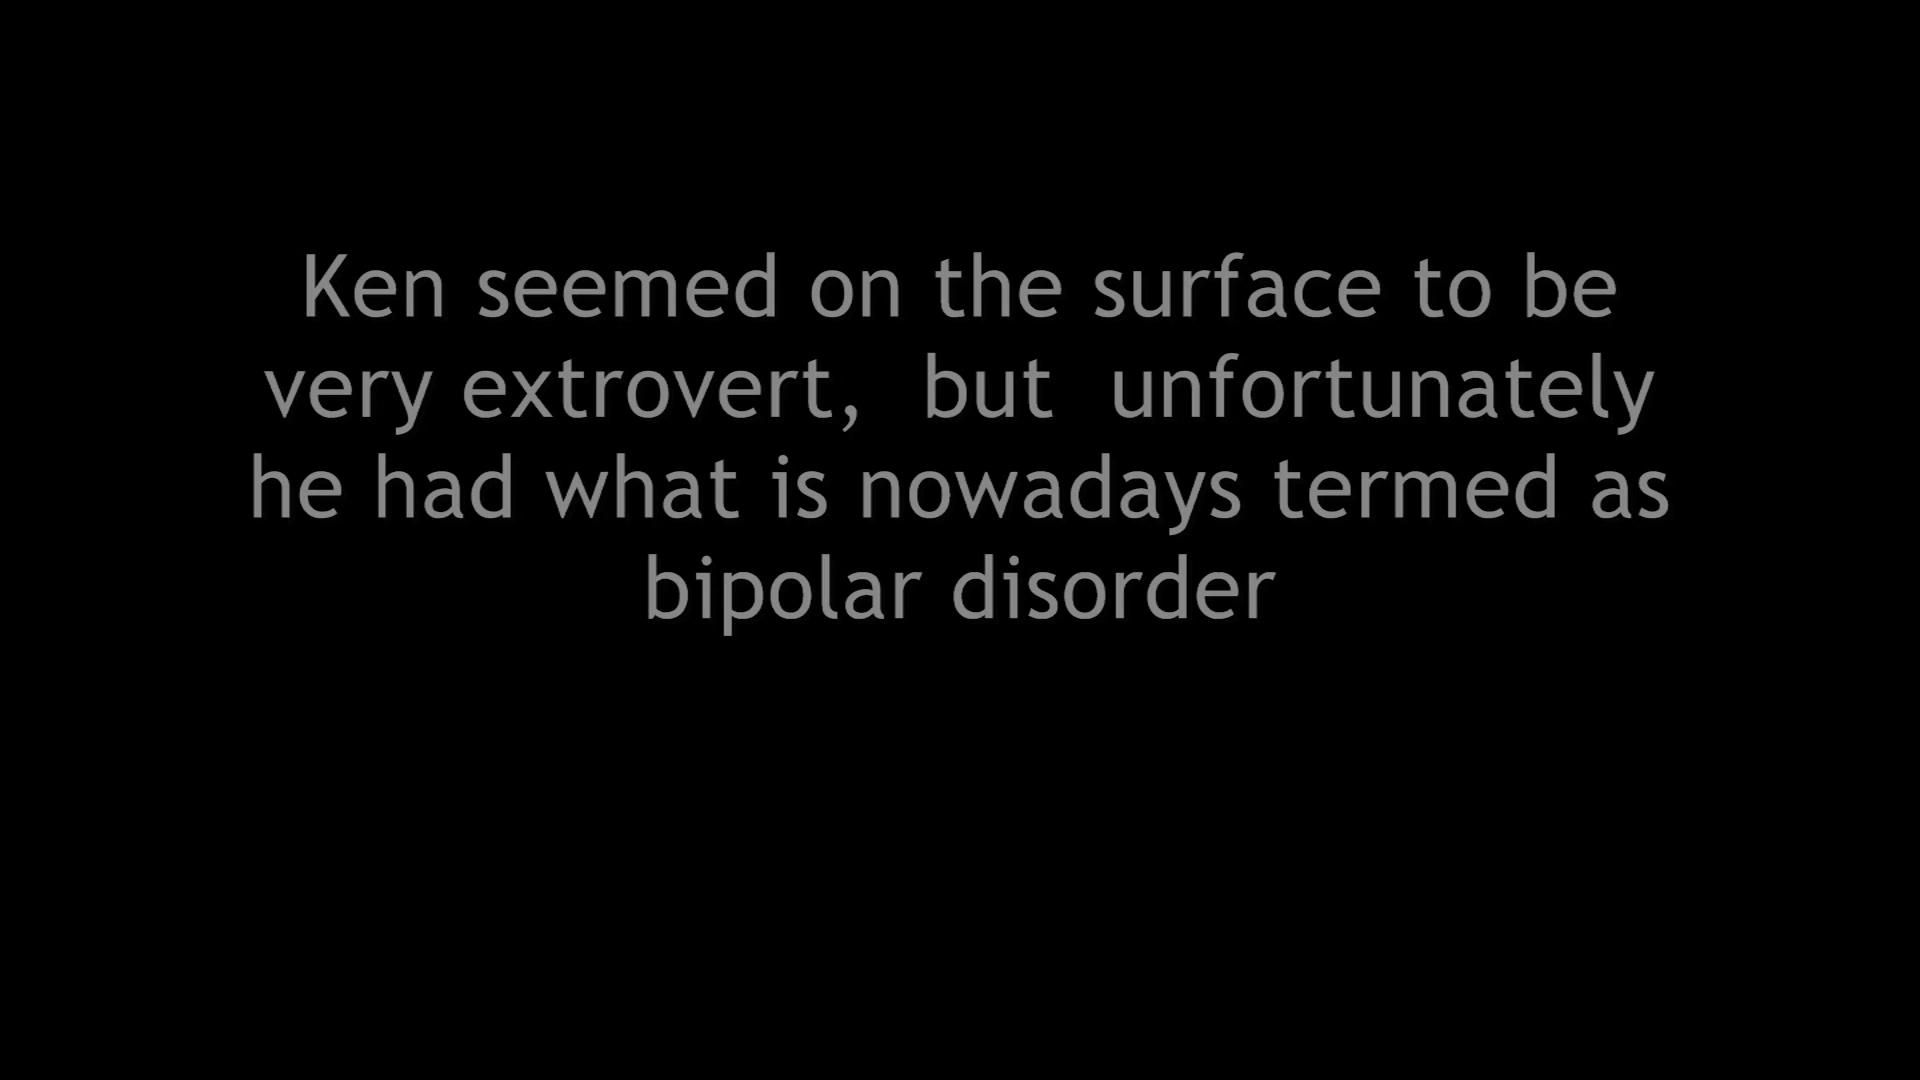 Ken seemed on the surface to be
very extrovert,  but  unfortunately
he had what is nowadays termed as
bipolar disorder